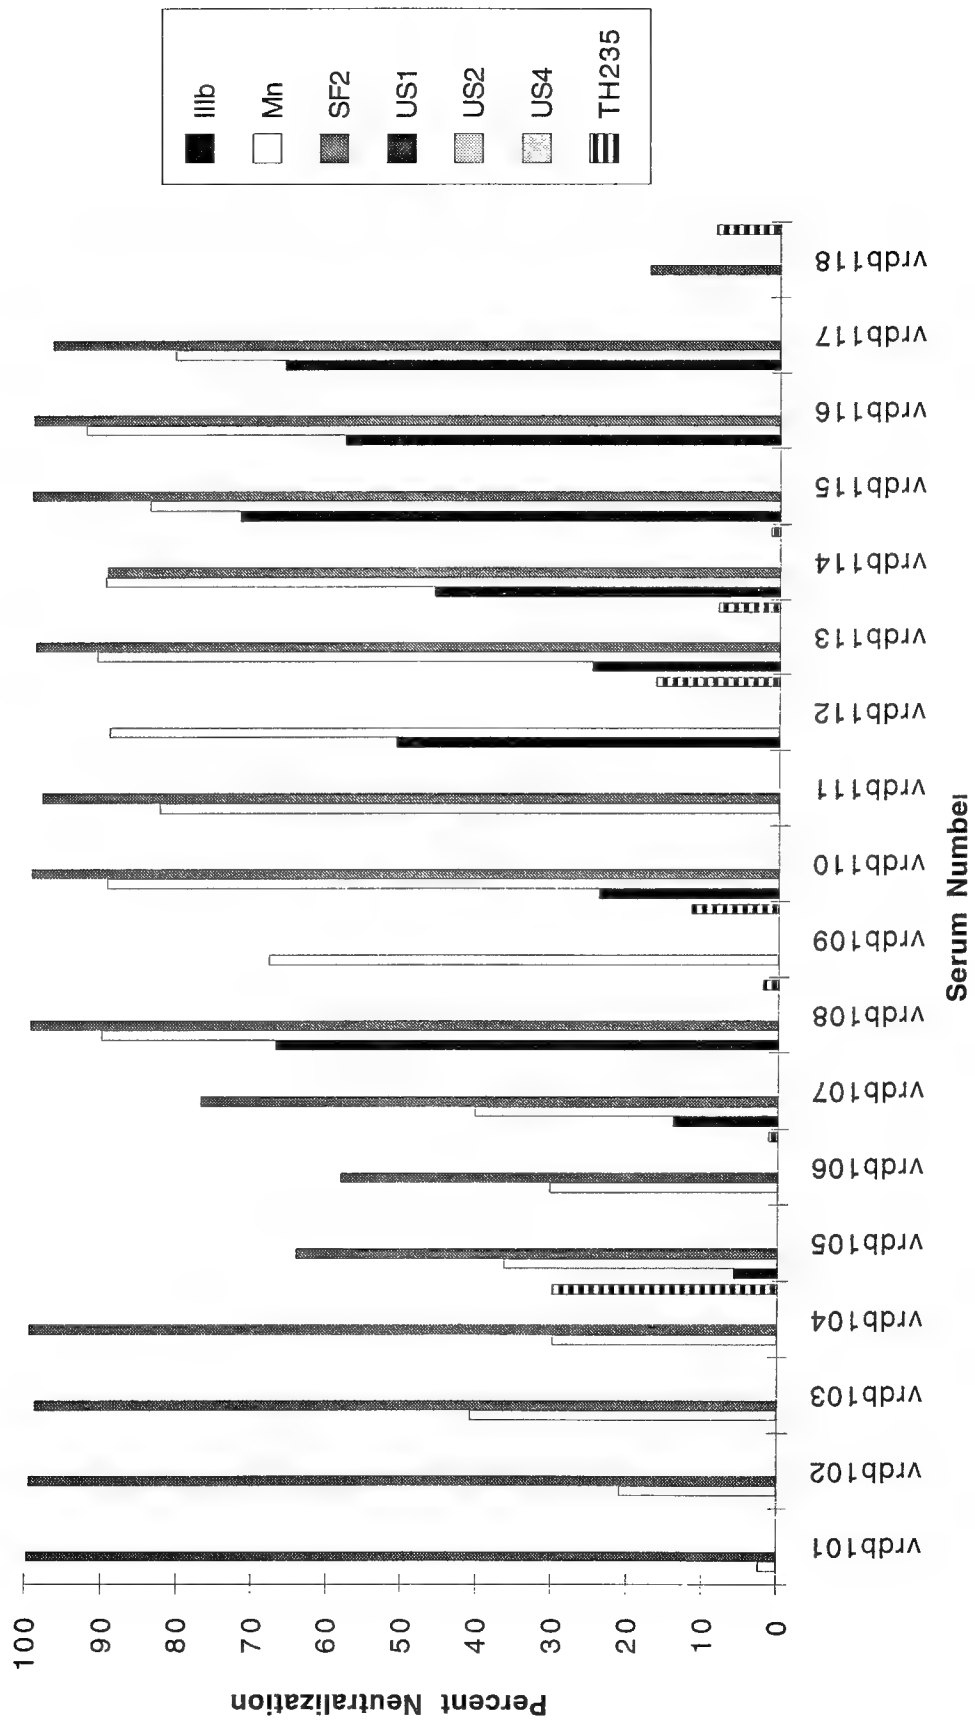 Percent Neutralization
100
90
80
70
60
50
40
30
20
10
0
vrdb101
vrdb102
vrdb103
vrdb104
vrdb105
vrdb106
vrdb107
vrdb108
vrdb109
vrdb110
vrdb111
vrdb112
vrdb113
vrdb114
vrdb115
vrdb116
vrdb117
vrdb118
Serum Number
IIIb
Mn
SF2
US1
US2
US4
TH235